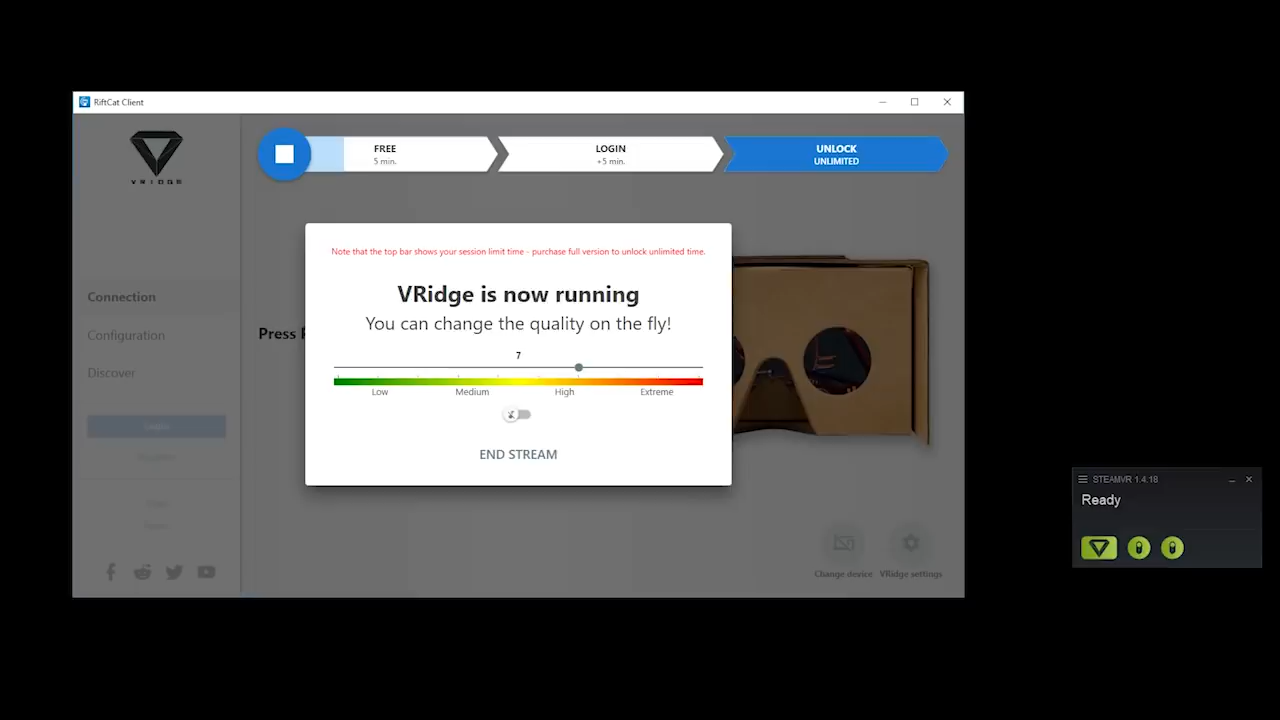 RiftCat Client
VRIDGE
FREE
5 min.
LOGIN
+5 min.
UNLOCK
UNLIMITED
Note that the top bar shows your session limit time - purchase full version to unlock unlimited time.
VRidge is now running
You can change the quality on the fly!
7
Low Medium High Extreme
END STREAM
Connection
Configuration
Discover
Press
Change device VRidge settings
STEAMVR 1.4.18
Ready